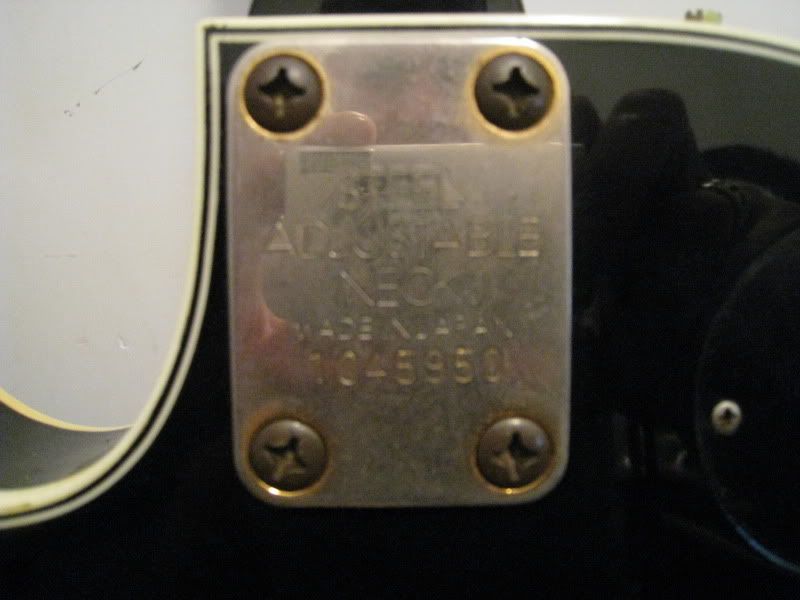 STEEL
ADJUSTABLE
NECK
MADE IN JAPAN
1045950